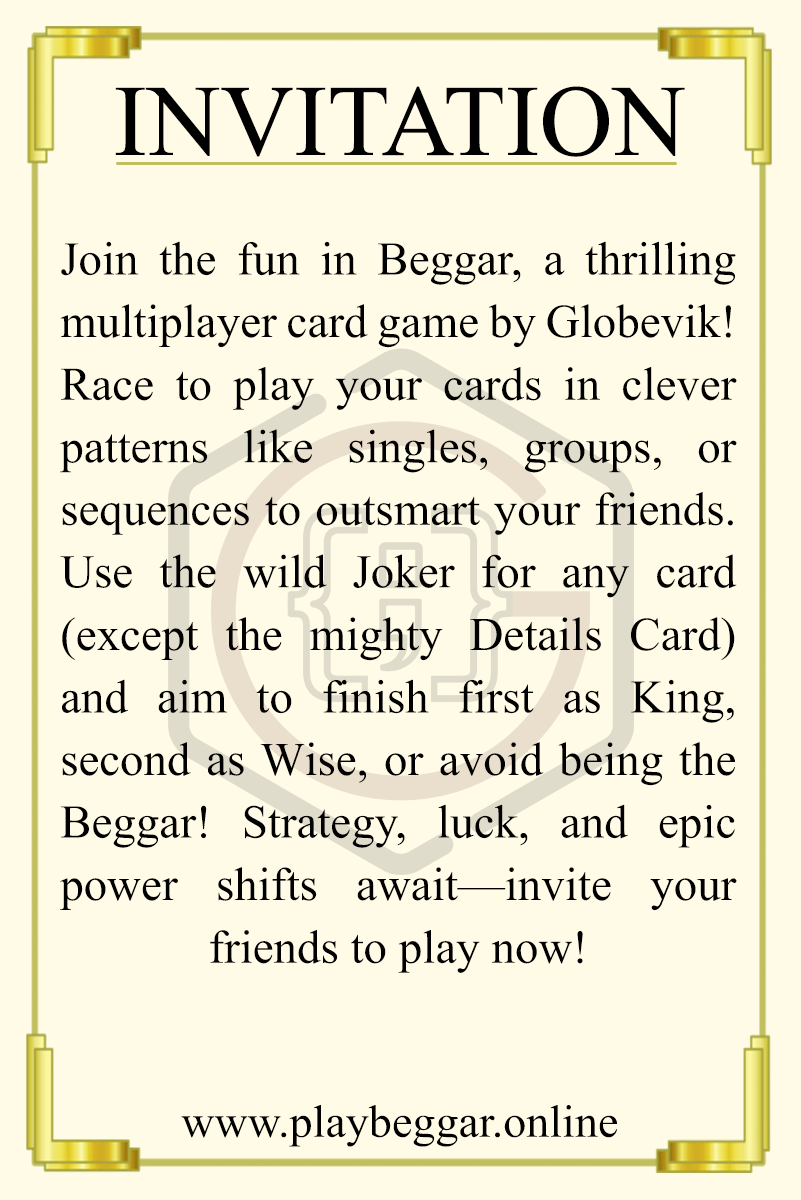 INVITATION
Join the fun in Beggar, a thrilling
multiplayer card game by Globevik!
Race to play your cards in clever
patterns like singles, groups, or
sequences to outsmart your friends.
Use the wild Joker for any card
(except the mighty Details Card)
and aim to finish first as King,
second as Wise, or avoid being the
Beggar! Strategy, luck, and epic
power shifts await—invite your
friends to play now!
www.playbeggar.online